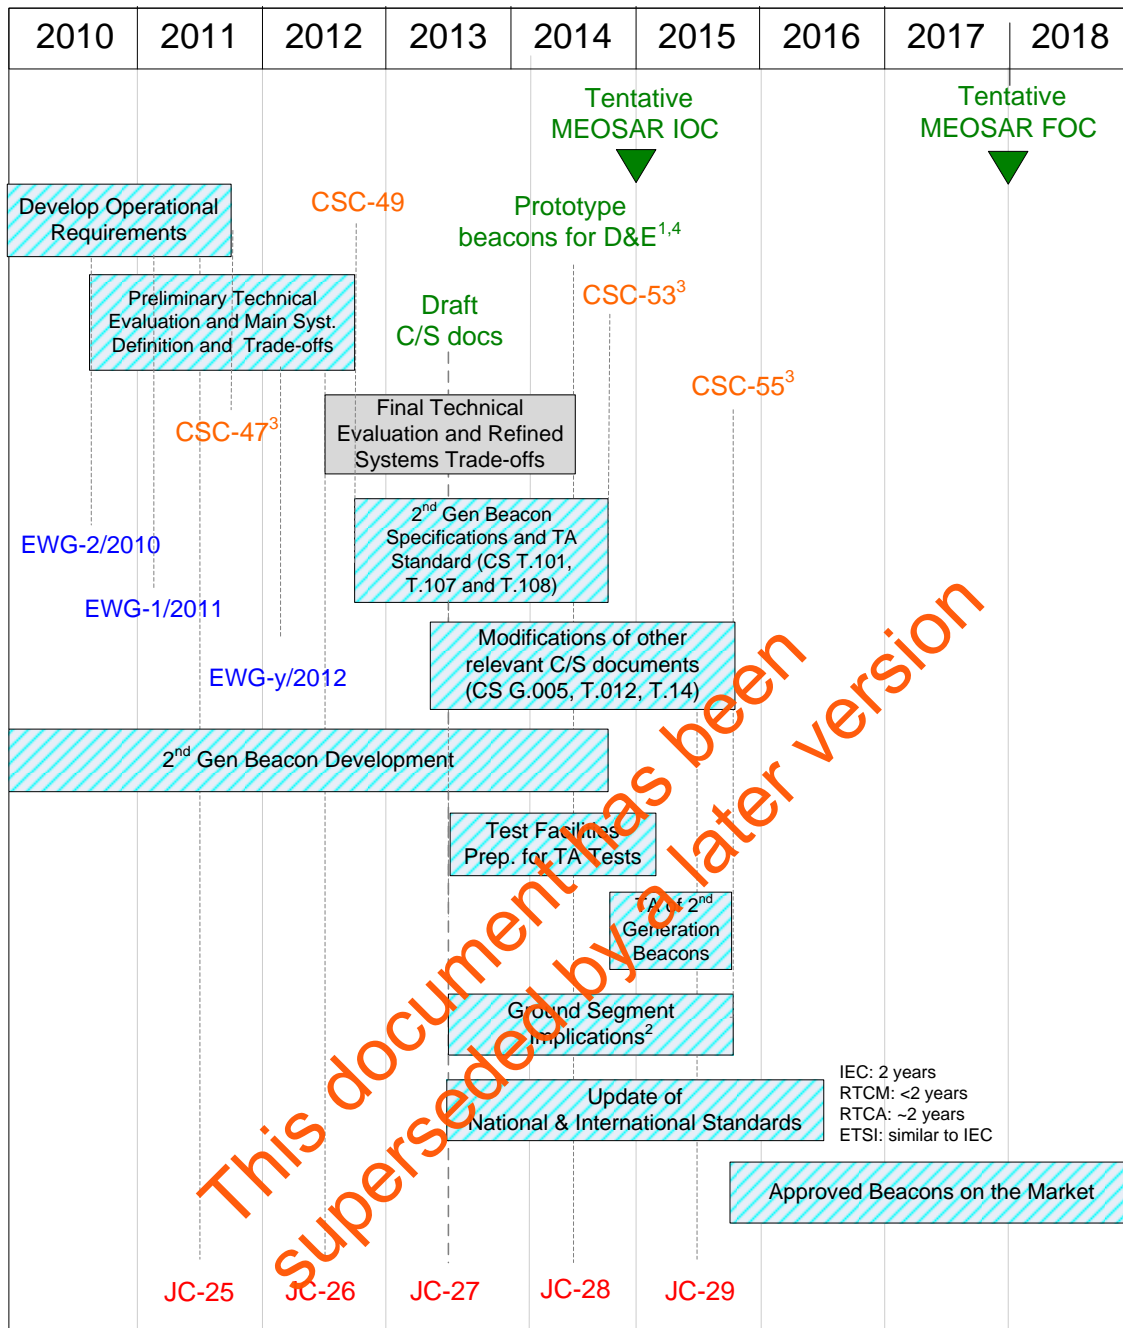 2010 2011 2012 2013 2014 2015 2016 2017 2018
Tentative
MEOSAR IOC
Tentative
MEOSAR FOC
Develop Operational
Requirements
CSC-49
Prototype
beacons for D&E1,4
Preliminary Technical
Evaluation and Main Syst.
Definition and Trade-offs
Draft
C/S docs
CSC-533
CSC-553
CSC-473
Final Technical
Evaluation and Refined
Systems Trade-offs
2nd Gen Beacon
Specifications and TA
Standard (CS T.101,
T.107 and T.108)
EWG-2/2010
EWG-1/2011
EWG-y/2012
Modifications of other
relevant C/S documents
(CS G.005, T.012, T.14)
2nd Gen Beacon Development
Test Facilities
Prep. for TA Tests
TA of 2nd
Generation
Beacons
Ground Segment
Implications2
Update of
National & International Standards
IEC: 2 years
RTCM: <2 years
RTCA: ~2 years
ETSI: similar to IEC
Approved Beacons on the Market
JC-25 JC-26 JC-27 JC-28 JC-29
This document has been
superseded by a later version